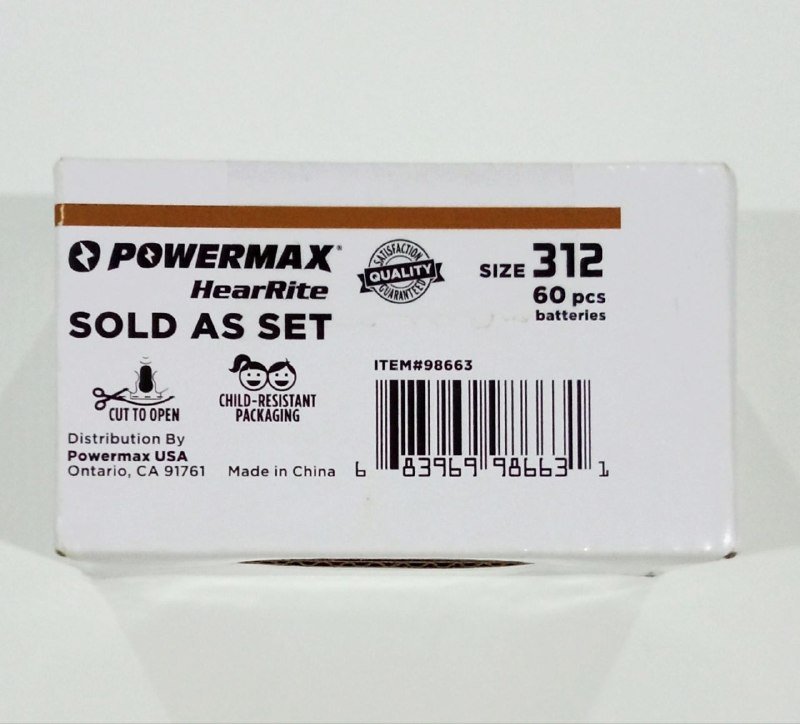 POWERMAX®
HearRite
SOLD AS SET
SATISFACTION
QUALITY
GUARANTEED
SIZE 312
60 pcs
batteries
CUT TO OPEN
CHILD-RESISTANT
PACKAGING
Distribution By
Powermax USA
Ontario, CA 91761
Made in China
ITEM#98663
6 83969 98663 1